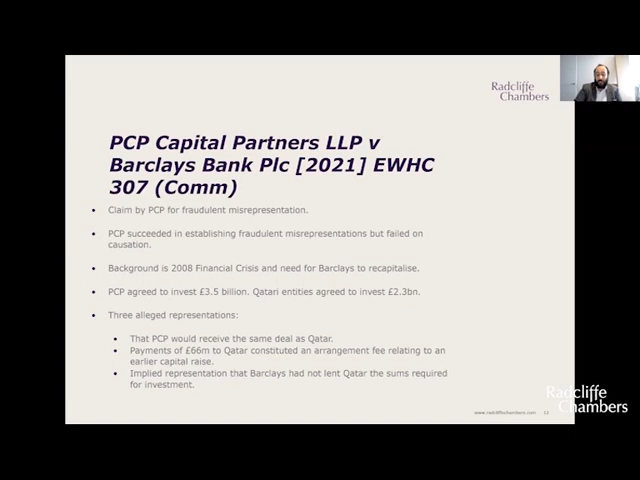 Radcliffe
Chambers
PCP Capital Partners LLP v
Barclays Bank Plc [2021] EWHC
307 (Comm)
• Claim by PCP for fraudulent misrepresentation.
• PCP succeeded in establishing fraudulent misrepresentations but failed on
causation.
• Background is 2008 Financial Crisis and need for Barclays to recapitalise.
• PCP agreed to invest £3.5 billion. Qatari entities agreed to invest £2.3bn.
• Three alleged representations:
• That PCP would receive the same deal as Qatar.
• Payments of £66m to Qatar constituted an arrangement fee relating to an
earlier capital raise.
• Implied representation that Barclays had not lent Qatar the sums required
for investment.
Radcliffe
Chambers
www.radcliffechambers.com